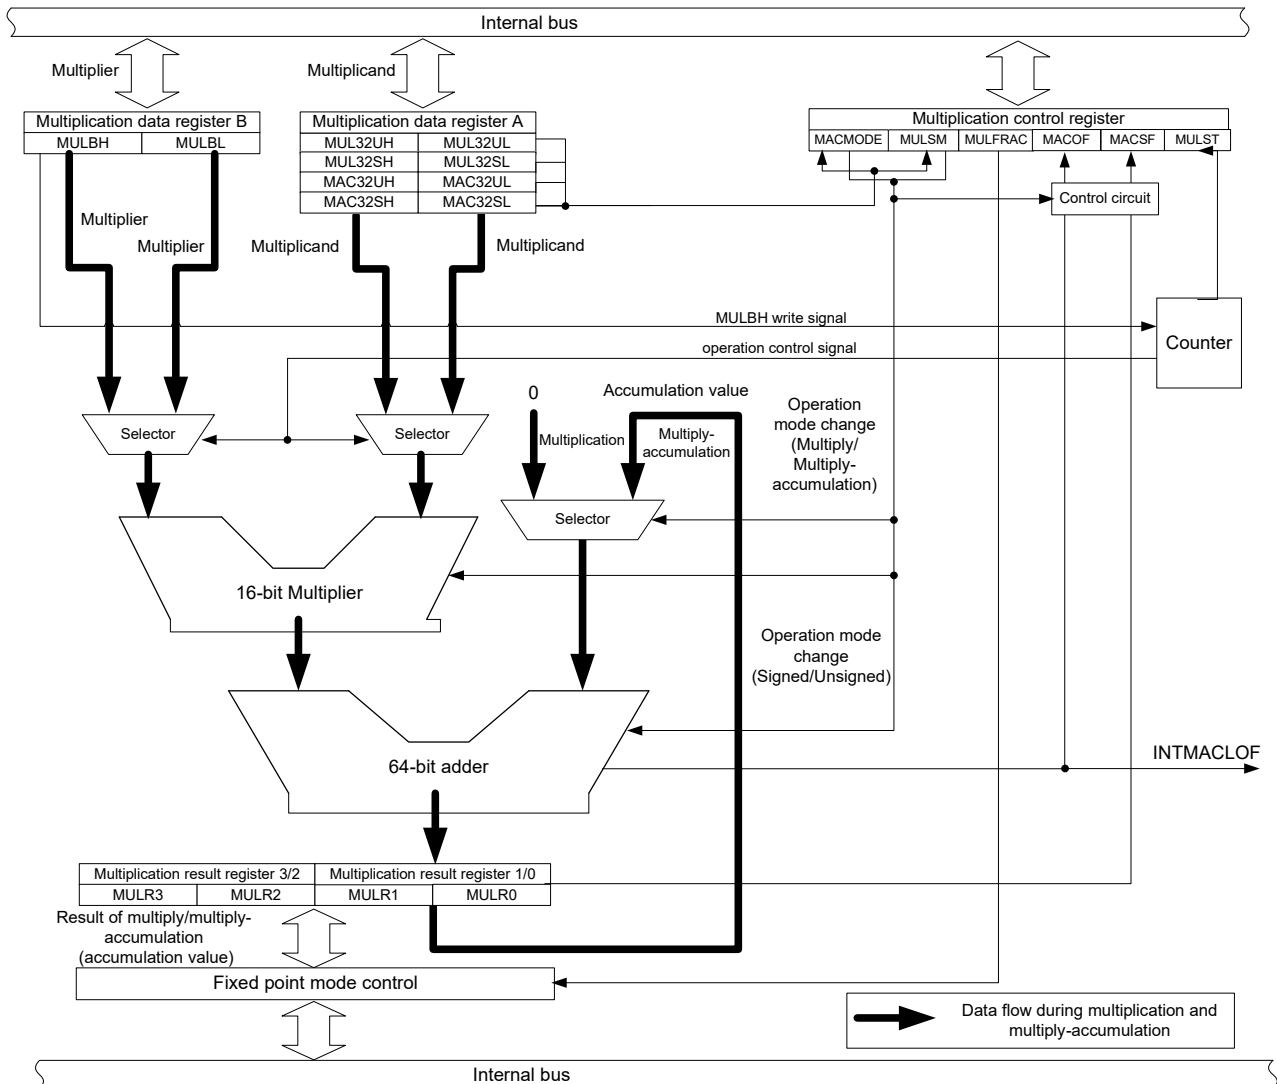 Internal bus
Multiplier
Multiplicand
Multiplication data register B
MULBH
MULBL
Multiplication data register A
MUL32UH
MUL32UL
MUL32SH
MUL32SL
MAC32UH
MAC32UL
MAC32SH
MAC32SL
Multiplication control register
MACMODE
MULSM
MULFRAC
MACOF
MACSF
MULST
Control circuit
Multiplier
Multiplier
Multiplicand
Multiplicand
MULBH write signal
operation control signal
Counter
0
Accumulation value
Multiplication
Multiply-
accumulation
Operation
mode change
(Multiply/
Multiply-
accumulation)
Selector
Selector
Selector
16-bit Multiplier
Operation mode
change
(Signed/Unsigned)
64-bit adder
INTMACLOF
Multiplication result register 3/2
Multiplication result register 1/0
MULR3
MULR2
MULR1
MULR0
Result of multiply/multiply-
accumulation
(accumulation value)
Fixed point mode control
Data flow during multiplication and
multiply-accumulation
Internal bus